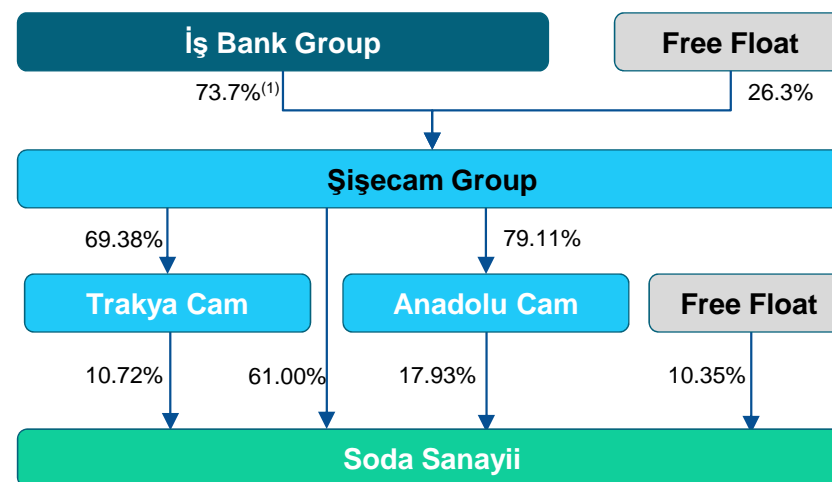 İş Bank Group
Free Float
73.7%(1)
26.3%
Şişecam Group
69.38%
79.11%
Trakya Cam
Anadolu Cam
Free Float
10.72%
61.00%
17.93%
10.35%
Soda Sanayii